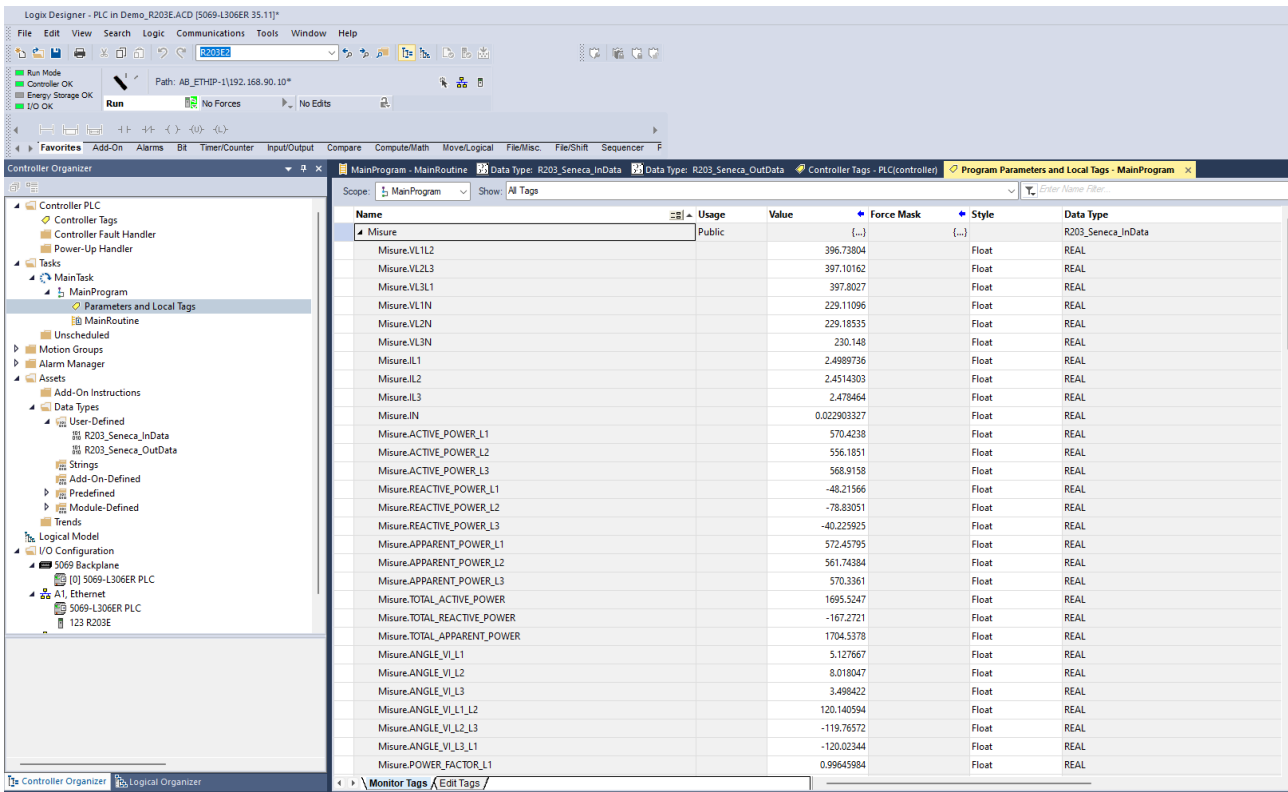 Logix Designer - PLC in Demo_R203E.ACD [5069-L306ER 35.11]*
File Edit View Search Logic Communications Tools Window Help
R203E2
Run Mode
Controller OK
Energy Storage OK
I/O OK
Path: AB_ETHIP-1\192.168.90.10*
Run No Forces No Edits
Favorites Add-On Alarms Bit Timer/Counter Input/Output Compare Compute/Math Move/Logical File/Misc. File/Shift Sequencer
Controller Organizer
Controller PLC
Controller Tags
Controller Fault Handler
Power-Up Handler
Tasks
MainTask
MainProgram
Parameters and Local Tags
MainRoutine
Unscheduled
Motion Groups
Alarm Manager
Assets
Add-On Instructions
Data Types
User-Defined
R203_Seneca_InData
R203_Seneca_OutData
Strings
Add-On-Defined
Predefined
Module-Defined
Trends
Logical Model
I/O Configuration
5069 Backplane
[0] 5069-L306ER PLC
A1, Ethernet
5069-L306ER PLC
123 R203E
Controller Organizer Logical Organizer
MainProgram - MainRoutine Data Type: R203_Seneca_InData Data Type: R203_Seneca_OutData Controller Tags - PLC(controller) Program Parameters and Local Tags - MainProgram
Scope: MainProgram Show: All Tags Enter Name Filter...
Name Usage Value Force Mask Style Data Type
Misure Public {...} {...} R203_Seneca_InData
Misure.VL1L2 396.73804 Float REAL
Misure.VL2L3 397.10162 Float REAL
Misure.VL3L1 397.8027 Float REAL
Misure.VL1N 229.11096 Float REAL
Misure.VL2N 229.18535 Float REAL
Misure.VL3N 230.148 Float REAL
Misure.IL1 2.4989736 Float REAL
Misure.IL2 2.4514303 Float REAL
Misure.IL3 2.478464 Float REAL
Misure.IN 0.022903327 Float REAL
Misure.ACTIVE_POWER_L1 570.4238 Float REAL
Misure.ACTIVE_POWER_L2 556.1851 Float REAL
Misure.ACTIVE_POWER_L3 568.9158 Float REAL
Misure.REACTIVE_POWER_L1 -48.21566 Float REAL
Misure.REACTIVE_POWER_L2 -78.83051 Float REAL
Misure.REACTIVE_POWER_L3 -40.225925 Float REAL
Misure.APPARENT_POWER_L1 572.45795 Float REAL
Misure.APPARENT_POWER_L2 561.74384 Float REAL
Misure.APPARENT_POWER_L3 570.3361 Float REAL
Misure.TOTAL_ACTIVE_POWER 1695.5247 Float REAL
Misure.TOTAL_REACTIVE_POWER -167.2721 Float REAL
Misure.TOTAL_APPARENT_POWER 1704.5378 Float REAL
Misure.ANGLE_VI_L1 5.127667 Float REAL
Misure.ANGLE_VI_L2 8.018047 Float REAL
Misure.ANGLE_VI_L3 3.498422 Float REAL
Misure.ANGLE_VI_L1_L2 120.140594 Float REAL
Misure.ANGLE_VI_L2_L3 -119.76572 Float REAL
Misure.ANGLE_VI_L3_L1 -120.02344 Float REAL
Misure.POWER_FACTOR_L1 0.99645984 Float REAL
Monitor Tags Edit Tags